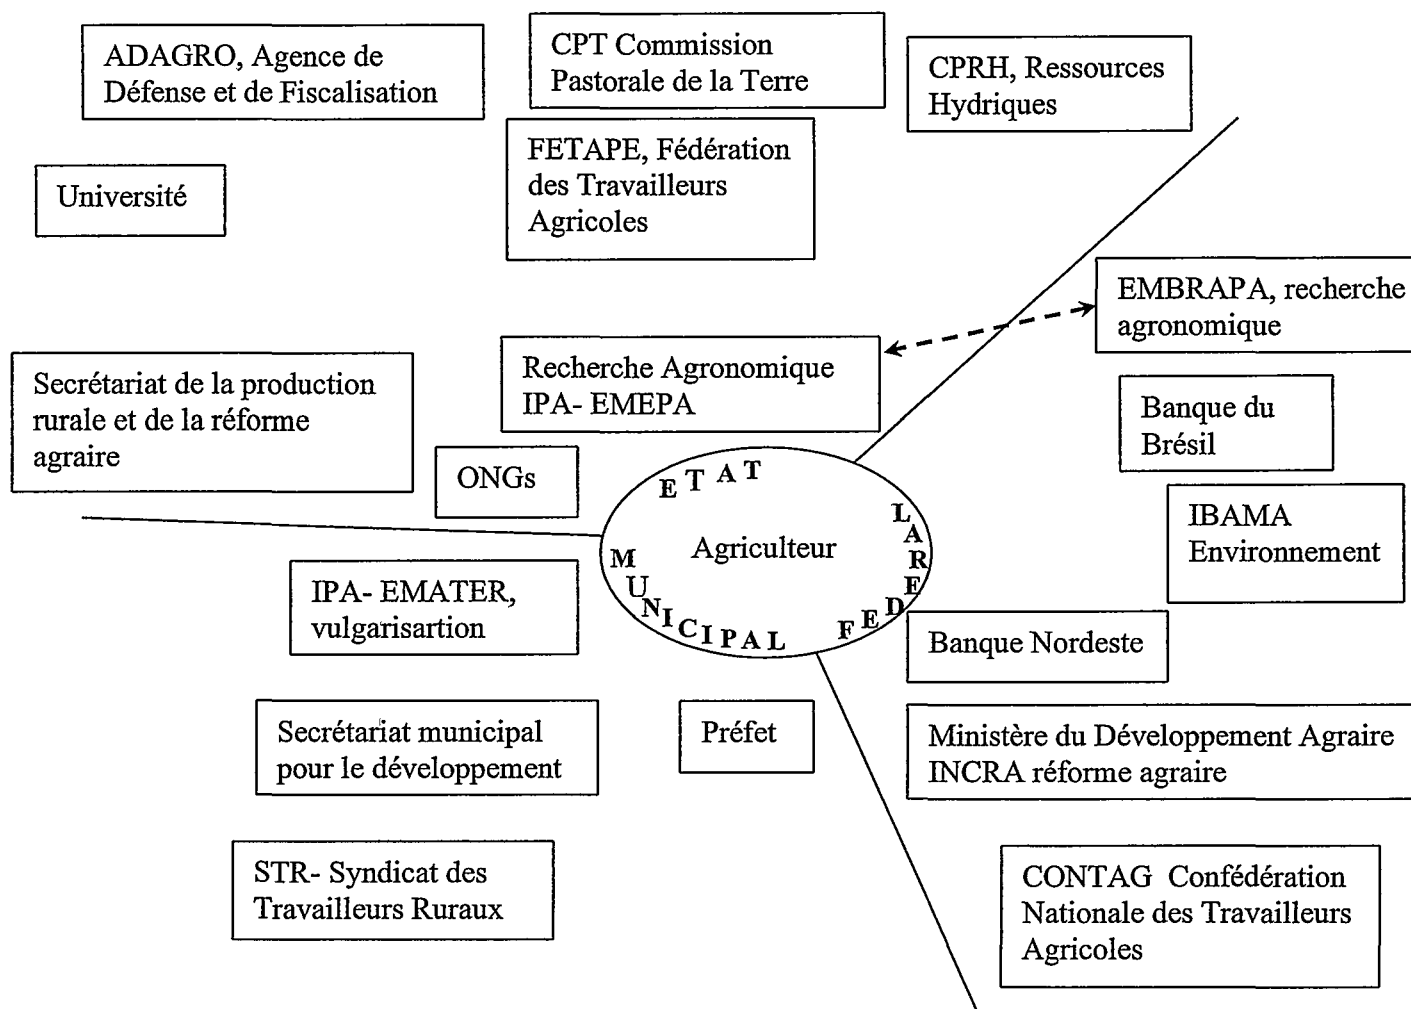 ADAGRO, Agence de
Défense et de Fiscalisation
CPT Commission
Pastorale de la Terre
CPRH, Ressources
Hydriques
FETAPE, Fédération
des Travailleurs
Agricoles
Université
EMBRAPA, recherche
agronomique
Recherche Agronomique
IPA- EMEPA
Secrétariat de la production
rurale et de la réforme
agraire
Banque du
Brésil
ONGs
ETAT
IBAMA
Environnement
Agriculteur
MUNICIPAL
FEDERAL
IPA- EMATER,
vulgarisartion
Banque Nordeste
Secrétariat municipal
pour le développement
Préfet
Ministère du Développement Agraire
INCRA réforme agraire
STR- Syndicat des
Travailleurs Ruraux
CONTAG Confédération
Nationale des Travailleurs
Agricoles